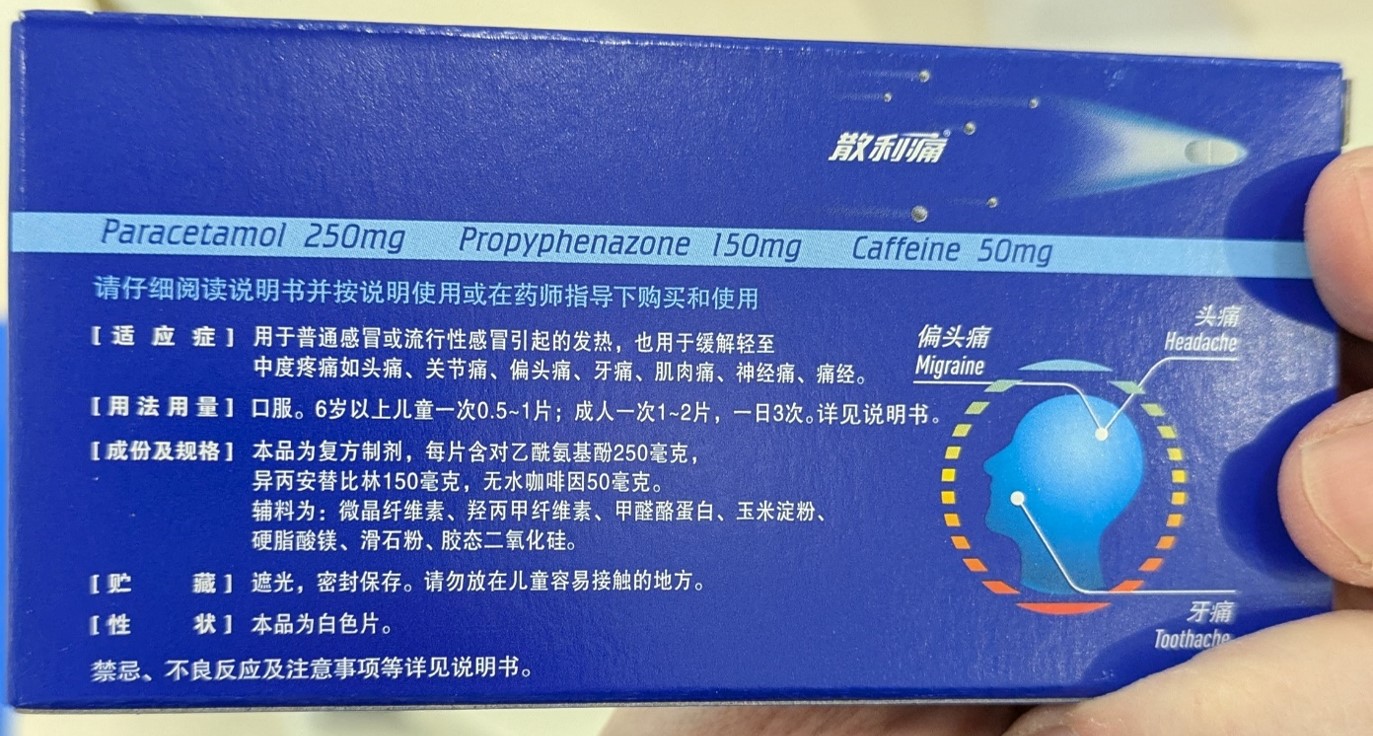 散利痛®
Paracetamol 250mg Propyphenazone 150mg Caffeine 50mg
请仔细阅读说明书并按说明使用或在药师指导下购买和使用
[适应症] 用于普通感冒或流行性感冒引起的发热，也用于缓解轻至
中度疼痛如头痛、关节痛、偏头痛、牙痛、肌肉痛、神经痛、痛经。
[用法用量] 口服。6岁以上儿童一次0.5~1片；成人一次1~2片，一日3次。详见说明书。
[成份及规格] 本品为复方制剂，每片含对乙酰氨基酚250毫克，
异丙安替比林150毫克，无水咖啡因50毫克。
辅料为：微晶纤维素、羟丙甲纤维素、甲醛酪蛋白、玉米淀粉、
硬脂酸镁、滑石粉、胶态二氧化硅。
[贮藏] 遮光，密封保存。请勿放在儿童容易接触的地方。
[性状] 本品为白色片。
禁忌、不良反应及注意事项等详见说明书。
偏头痛
Migraine
头痛
Headache
牙痛
Toothache